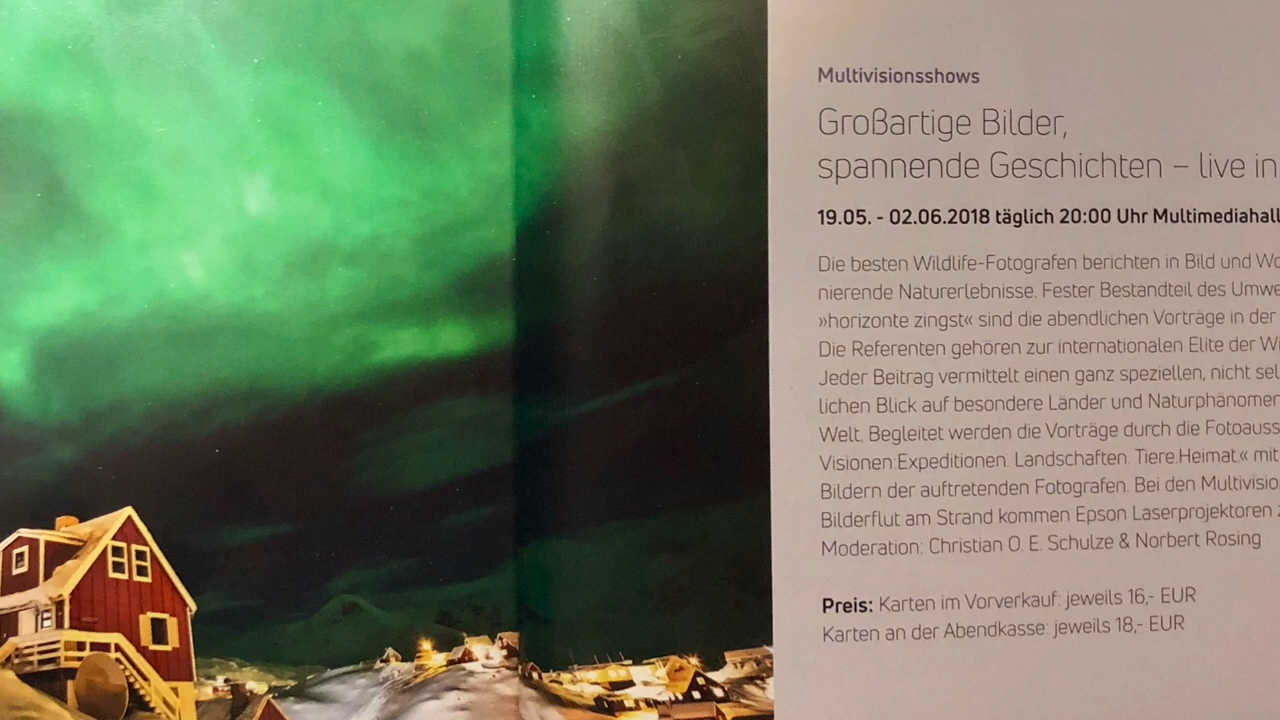 Multivisionsshows
Großartige Bilder,
spannende Geschichten – live in
19.05. - 02.06.2018 täglich 20:00 Uhr Multimediahall
Die besten Wildlife-Fotografen berichten in Bild und Wo
nierende Naturerlebnisse. Fester Bestandteil des Umwe
»horizonte zingst« sind die abendlichen Vorträge in der
Die Referenten gehören zur internationalen Elite der Wi
Jeder Beitrag vermittelt einen ganz speziellen, nicht sel
lichen Blick auf besondere Länder und Naturphänomen
Welt. Begleitet werden die Vorträge durch die Fotoauss
Visionen:Expeditionen. Landschaften. Tiere.Heimat.« mit
Bildern der auftretenden Fotografen. Bei den Multivisio
Bilderflut am Strand kommen Epson Laserprojektoren
Moderation: Christian O. E. Schulze & Norbert Rosing
Preis: Karten im Vorverkauf: jeweils 16,- EUR
Karten an der Abendkasse: jeweils 18,- EUR